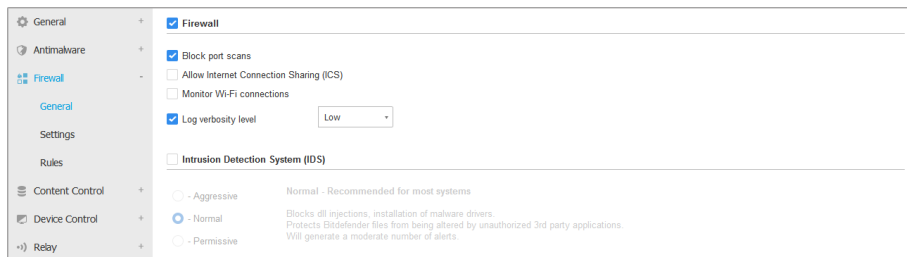 General +
Antimalware +
Firewall -
General
Settings
Rules
Content Control +
Device Control +
Relay +
Firewall
Block port scans
Allow Internet Connection Sharing (ICS)
Monitor Wi-Fi connections
Log verbosity level Low
Intrusion Detection System (IDS)
- Aggressive
- Normal
- Permissive
Normal - Recommended for most systems
Blocks dll injections, installation of malware drivers.
Protects Bitdefender files from being altered by unauthorized 3rd party applications.
Will generate a moderate number of alerts.